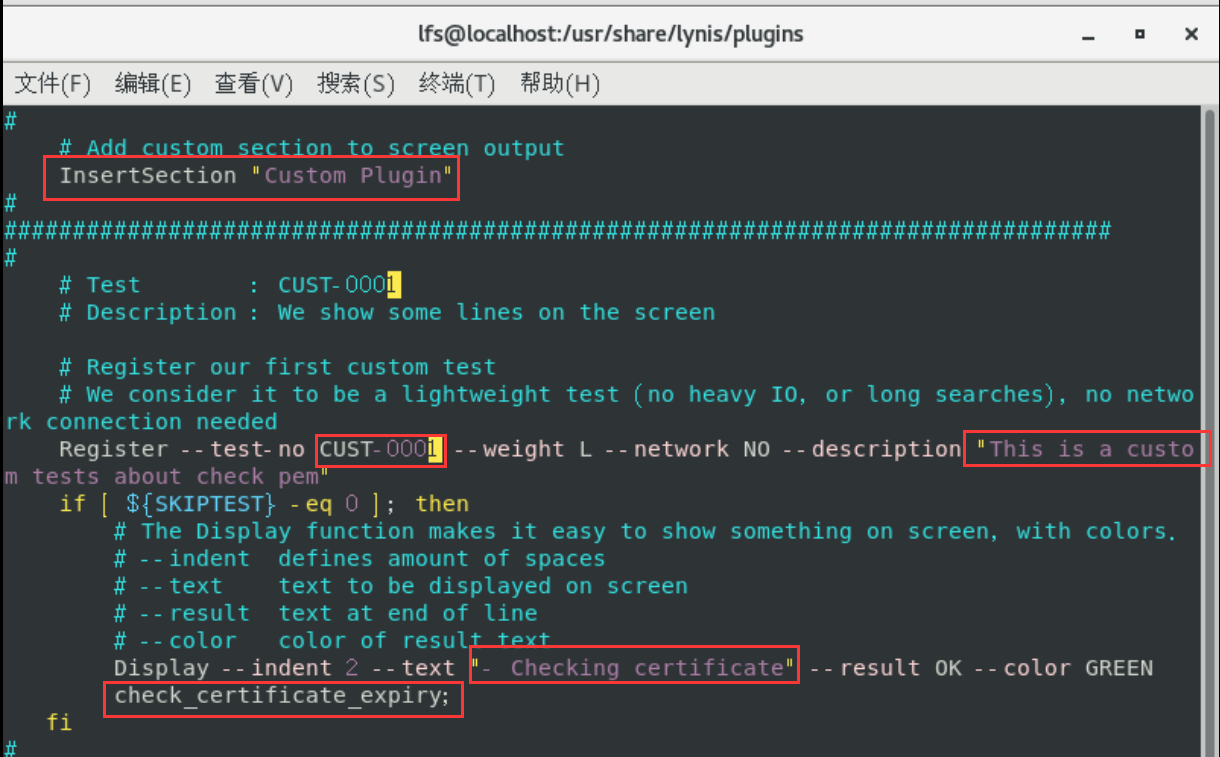 lfs@localhost:/usr/share/lynis/plugins
文件(F) 编辑(E) 查看(V) 搜索(S) 终端(T) 帮助(H)
#
    # Add custom section to screen output
    InsertSection "Custom Plugin"
#
#################################################################################
#
    # Test        : CUST-0001
    # Description : We show some lines on the screen

    # Register our first custom test
    # We consider it to be a lightweight test (no heavy IO, or long searches), no netwo
rk connection needed
    Register --test-no CUST-0001 --weight L --network NO --description "This is a custo
m tests about check pem"
    if [ ${SKIPTEST} -eq 0 ]; then
        # The Display function makes it easy to show something on screen, with colors.
        # --indent  defines amount of spaces
        # --text    text to be displayed on screen
        # --result  text at end of line
        # --color   color of result text
        Display --indent 2 --text "- Checking certificate" --result OK --color GREEN
        check_certificate_expiry;
   fi
#